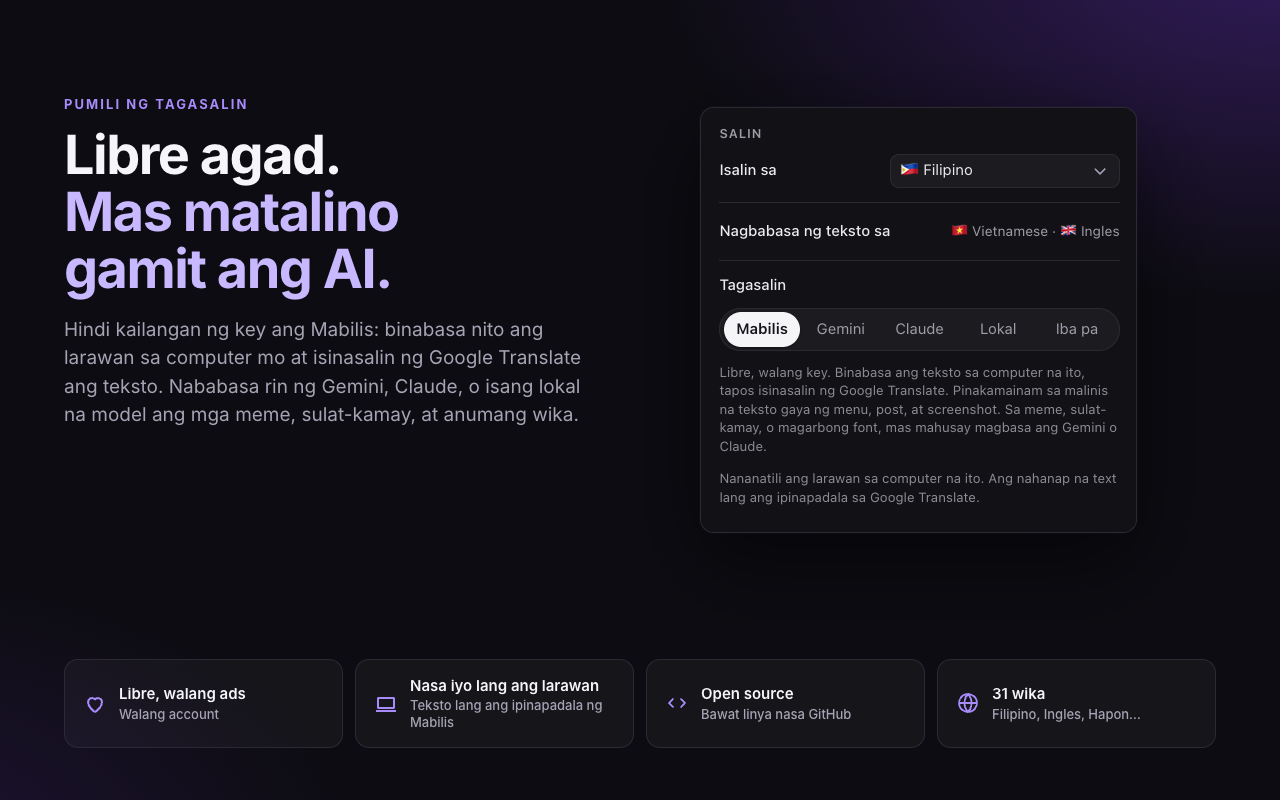 PUMILI NG TAGASALIN
Libre agad.
Mas matalino
gamit ang AI.
Hindi kailangan ng key ang Mabilis: binabasa nito ang
larawan sa computer mo at isinasalin ng Google Translate
ang teksto. Nababasa rin ng Gemini, Claude, o isang lokal
na model ang mga meme, sulat-kamay, at anumang wika.
SALIN
Isalin sa
Filipino
Nagbabasa ng teksto sa
Vietnamese · Ingles
Tagasalin
Mabilis Gemini Claude Lokal Iba pa
Libre, walang key. Binabasa ang teksto sa computer na ito,
tapos isinasalin ng Google Translate. Pinakamainam sa malinis
na teksto gaya ng menu, post, at screenshot. Sa meme, sulat-
kamay, o magarbong font, mas mahusay magbasa ang Gemini o
Claude.
Nananatili ang larawan sa computer na ito. Ang nahanap na text
lang ang ipinapadala sa Google Translate.
Libre, walang ads
Walang account
Nasa iyo lang ang larawan
Teksto lang ang ipinapadala ng
Mabilis
Open source
Bawat linya nasa GitHub
31 wika
Filipino, Ingles, Hapon...